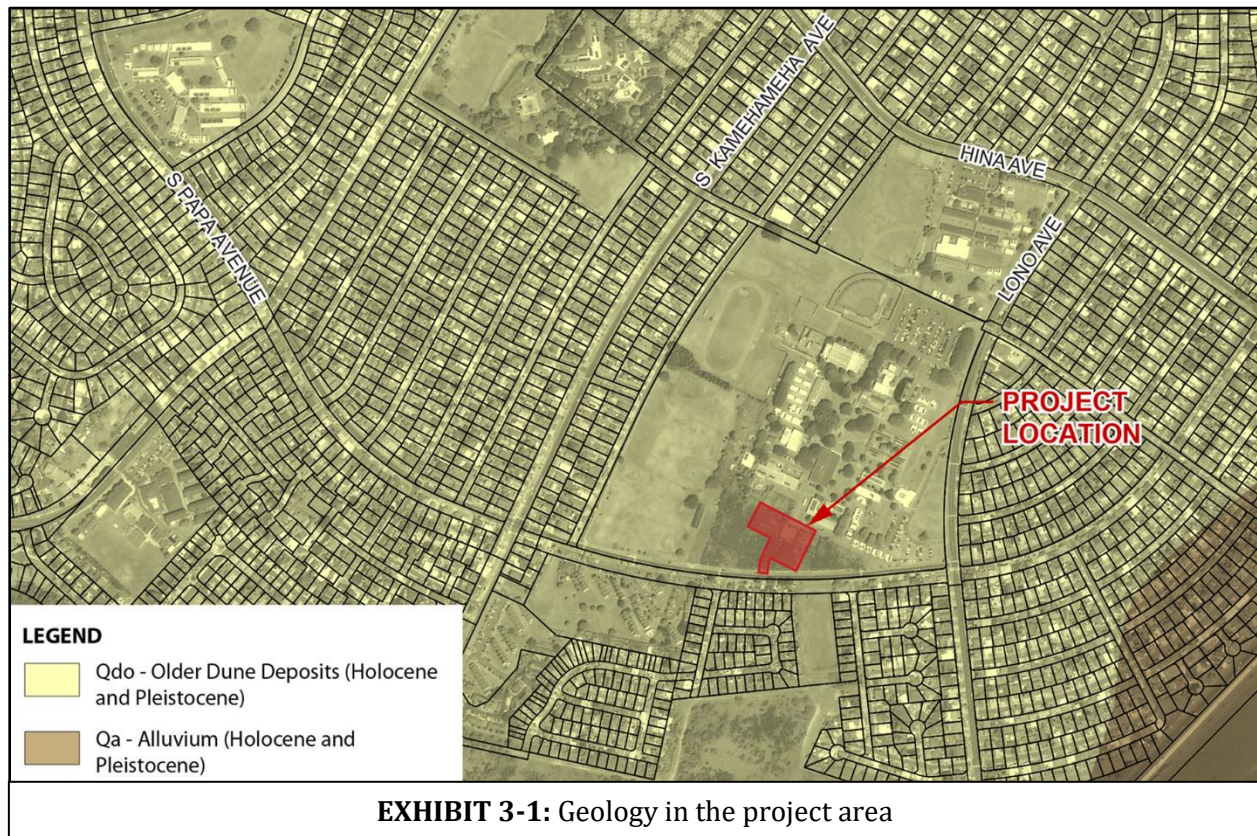 S KAMEHAMEHA AVE
HINA AVE
S PAPA AVENUE
LONO AVE
PROJECT
LOCATION
LEGEND
Qdo - Older Dune Deposits (Holocene
and Pleistocene)
Qa - Alluvium (Holocene and
Pleistocene)
EXHIBIT 3-1: Geology in the project area